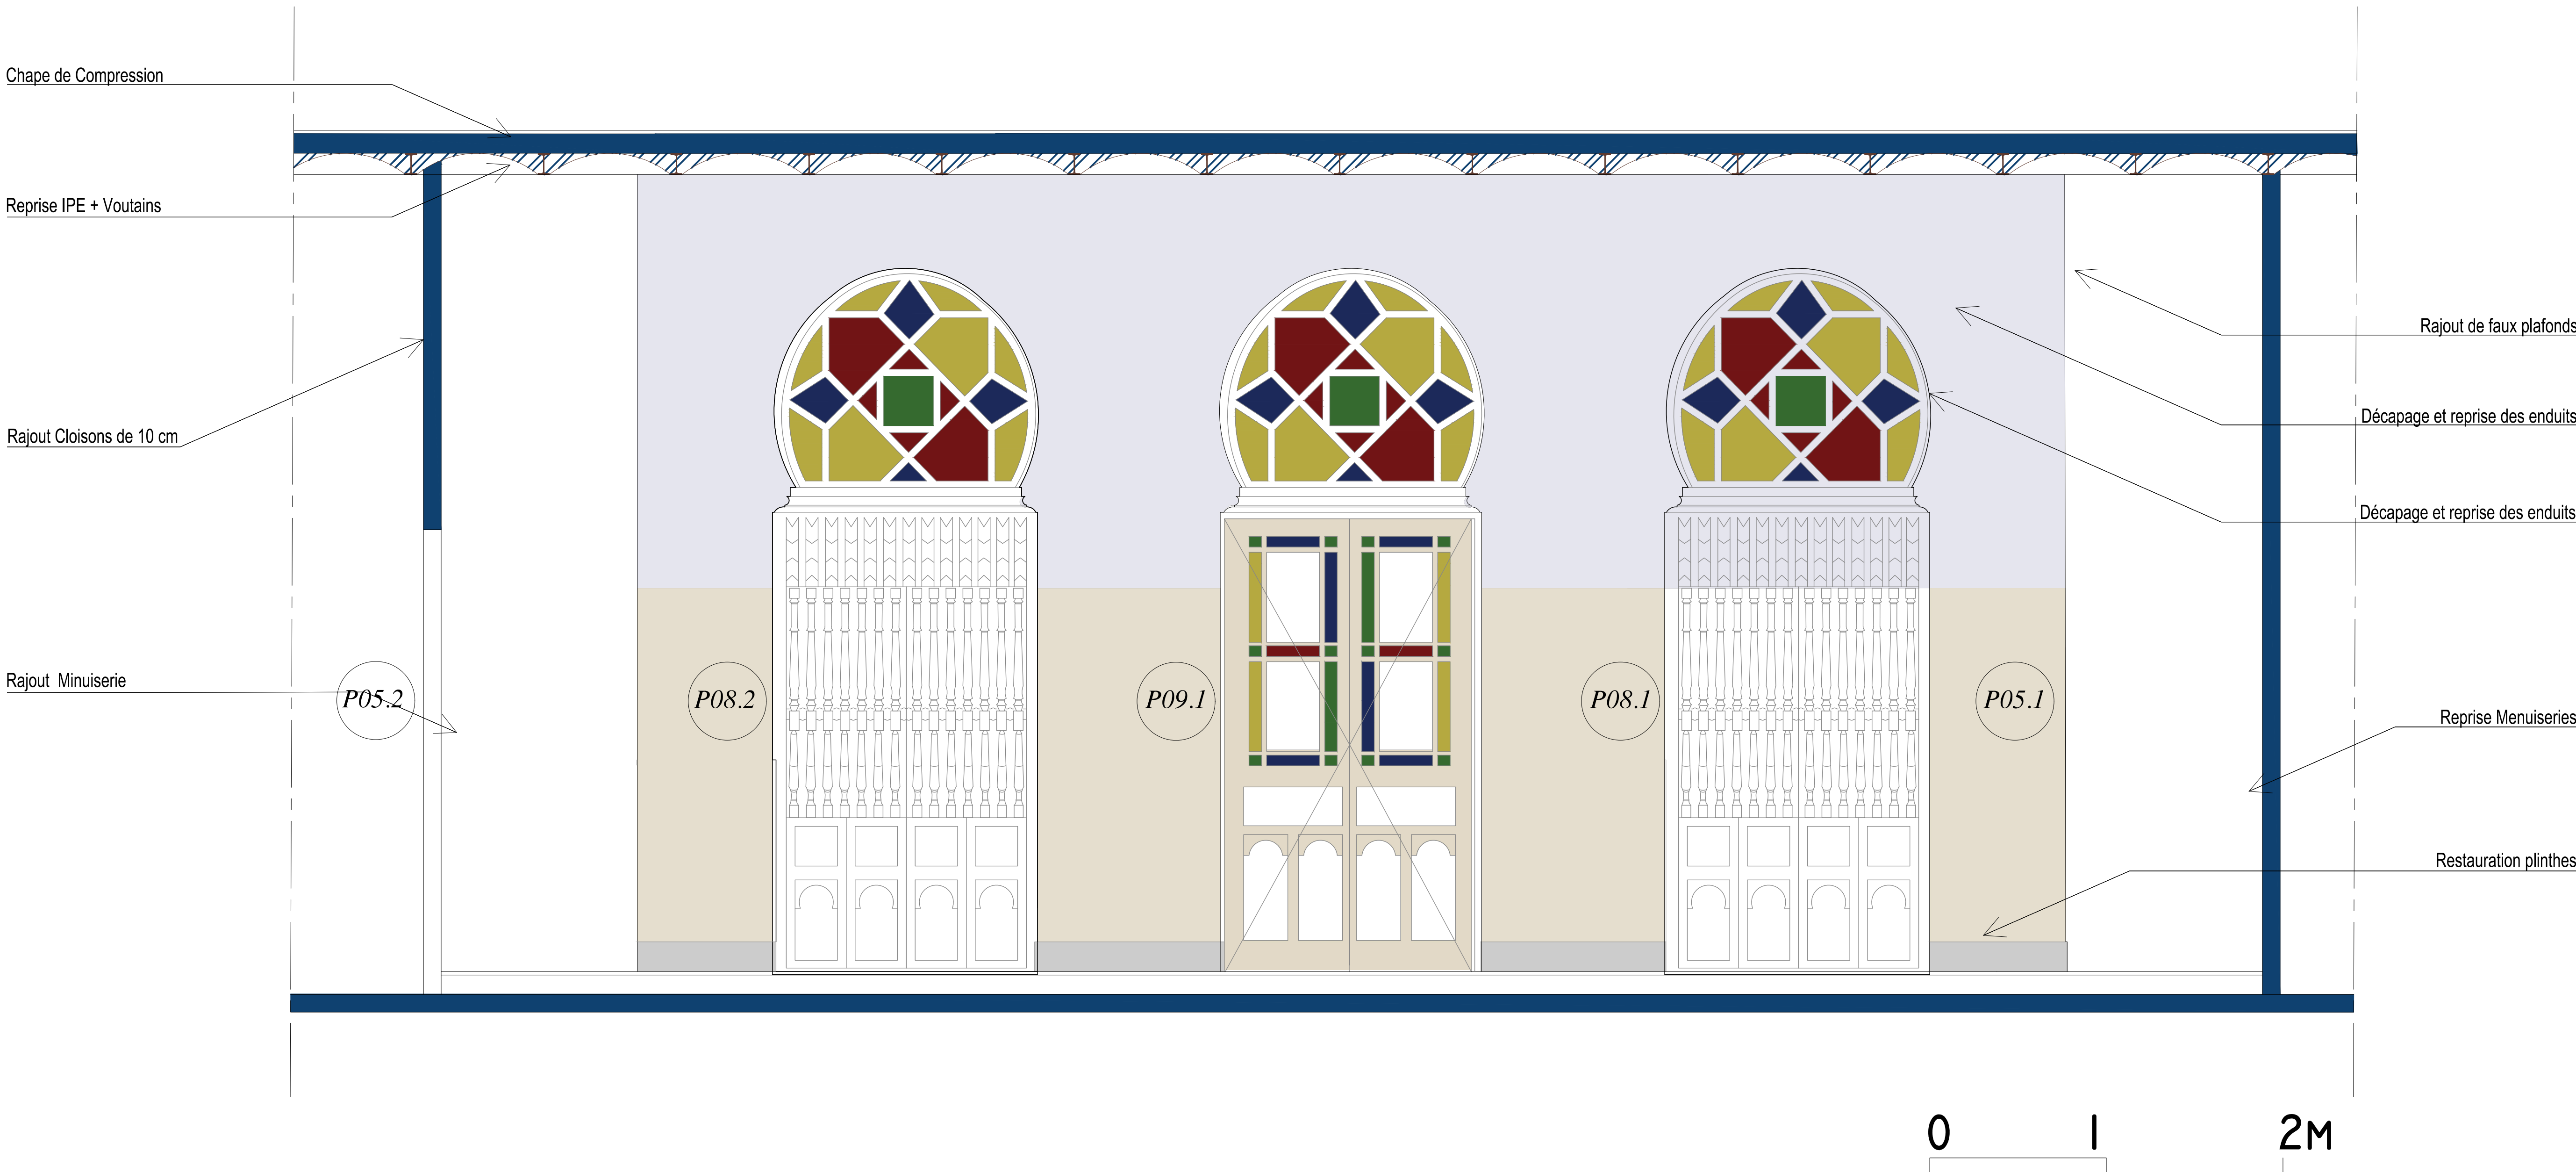 Chape de Compression
Reprise IPE + Voutains
Rajout Cloisons de 10 cm
Rajout  Minuiserie
P05.2
P08.2
P09.1
P08.1
P05.1
Rajout de faux plafonds
Décapage et reprise des enduits
Décapage et reprise des enduits
Reprise Menuiseries
Restauration plinthes
0 1 2M